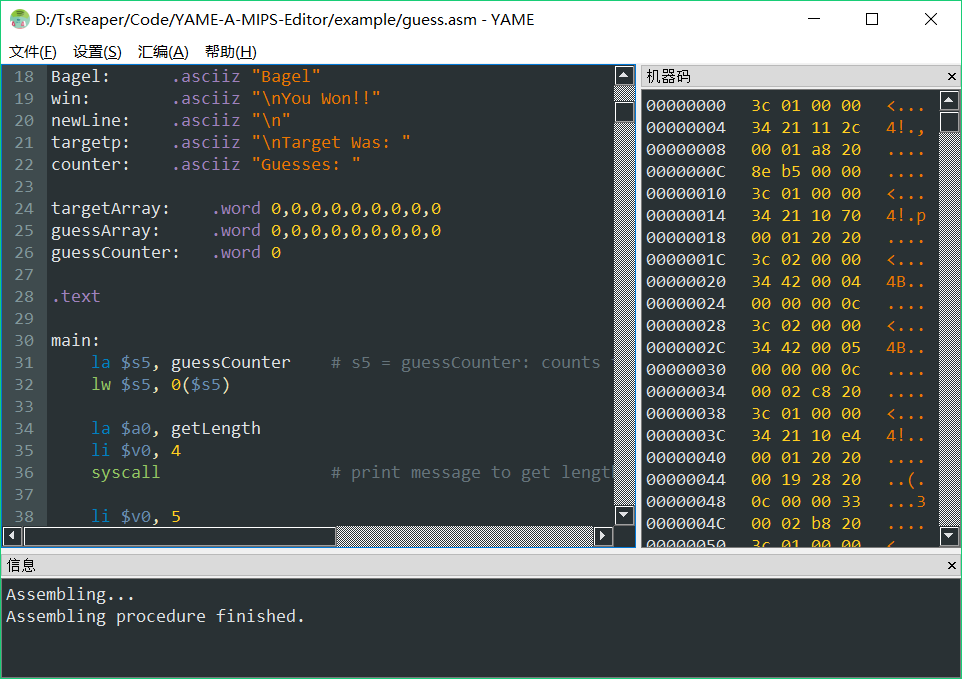 D:/TsReaper/Code/YAME-A-MIPS-Editor/example/guess.asm - YAME
文件(F) 设置(S) 汇编(A) 帮助(H)
18 Bagel: .asciiz "Bagel"
19 win: .asciiz "\nYou Won!!"
20 newLine: .asciiz "\n"
21 targetp: .asciiz "\nTarget Was: "
22 counter: .asciiz "Guesses: "
23
24 targetArray: .word 0,0,0,0,0,0,0,0,0
25 guessArray: .word 0,0,0,0,0,0,0,0,0
26 guessCounter: .word 0
27
28 .text
29
30 main:
31 la $s5, guessCounter # s5 = guessCounter: counts
32 lw $s5, 0($s5)
33
34 la $a0, getLength
35 li $v0, 4
36 syscall # print message to get length
37
38 li $v0, 5
机器码
00000000 3c 01 00 00 <...
00000004 34 21 11 2c 4!.,
00000008 00 01 a8 20 ....
0000000C 8e b5 00 00 ....
00000010 3c 01 00 00 <...
00000014 34 21 10 70 4!.p
00000018 00 01 20 20 ....
0000001C 3c 02 00 00 <...
00000020 34 42 00 04 4B..
00000024 00 00 00 0c ....
00000028 3c 02 00 00 <...
0000002C 34 42 00 05 4B..
00000030 00 00 00 0c ....
00000034 00 02 c8 20 ....
00000038 3c 01 00 00 <...
0000003C 34 21 10 e4 4!..
00000040 00 01 20 20 ....
00000044 00 19 28 20 ..(.
00000048 0c 00 00 33 ...3
0000004C 00 02 b8 20 ....
00000050 3c 01 00 00 <
信息
Assembling...
Assembling procedure finished.